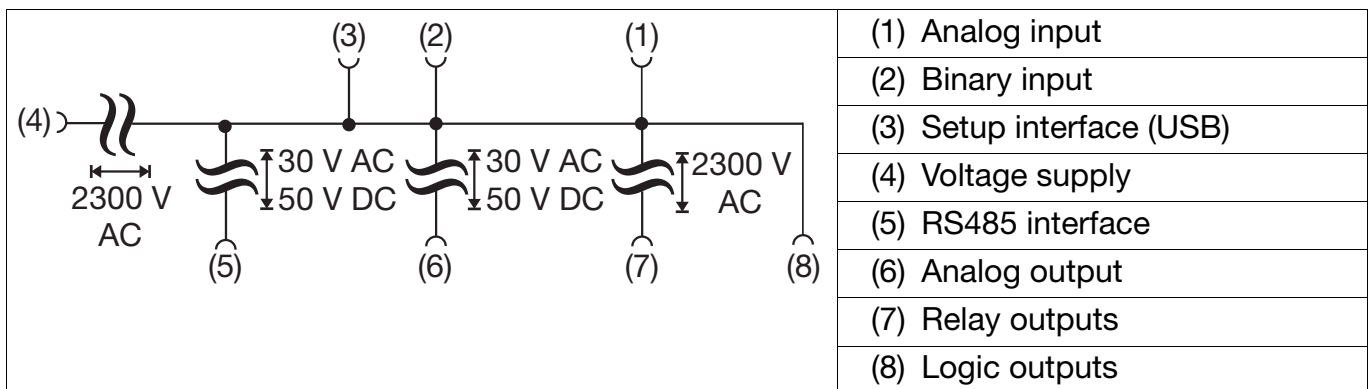 (3) (2) (1)
(4)
30 V AC 30 V AC 2300 V
2300 V 50 V DC 50 V DC AC
AC
(5) (6) (7) (8)
(1) Analog input
(2) Binary input
(3) Setup interface (USB)
(4) Voltage supply
(5) RS485 interface
(6) Analog output
(7) Relay outputs
(8) Logic outputs